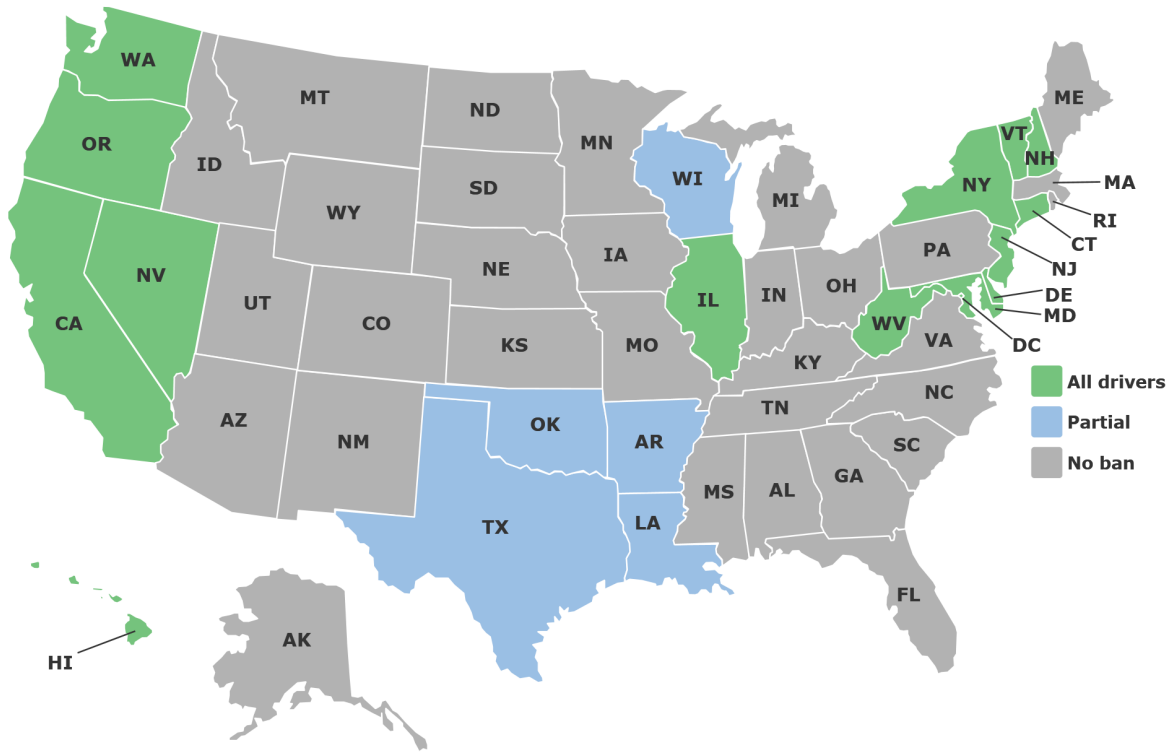 WA
MT
ND
ME
OR
MN
VT
ID
NH
SD
WI
NY
MA
WY
MI
RI
CT
PA
IA
NE
NJ
NV
OH
IN
DE
UT
IL
MD
CA
CO
WV
VA
DC
KS
MO
KY
All drivers
NC
TN
AZ
OK
Partial
NM
AR
SC
No ban
GA
MS
AL
TX
LA
FL
AK
HI